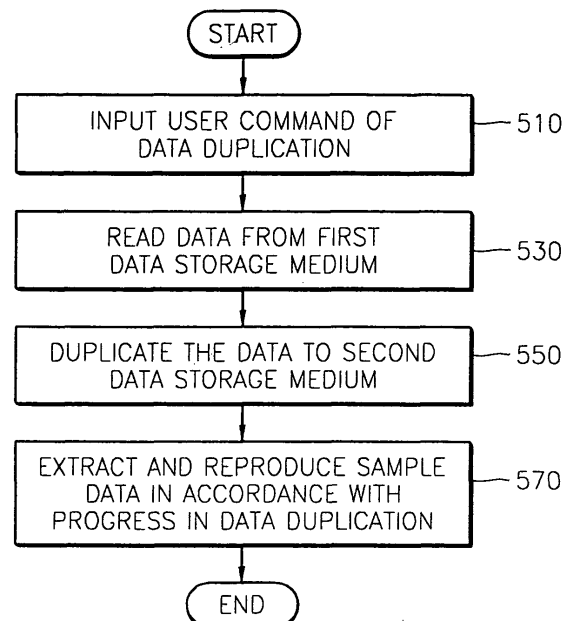 START
INPUT USER COMMAND OF
DATA DUPLICATION
510
READ DATA FROM FIRST
DATA STORAGE MEDIUM
530
DUPLICATE THE DATA TO SECOND
DATA STORAGE MEDIUM
550
EXTRACT AND REPRODUCE SAMPLE
DATA IN ACCORDANCE WITH
PROGRESS IN DATA DUPLICATION
570
END